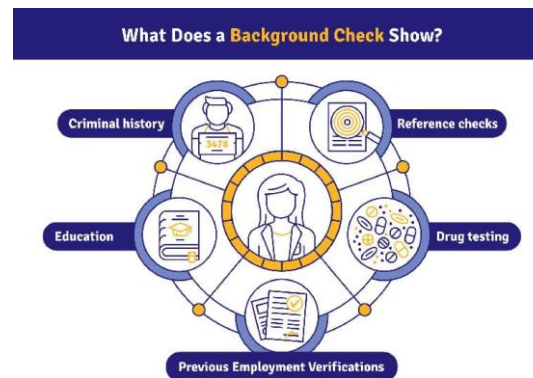 What Does a Background Check Show?
Criminal history
Reference checks
3478
Education
Drug testing
Previous Employment Verifications